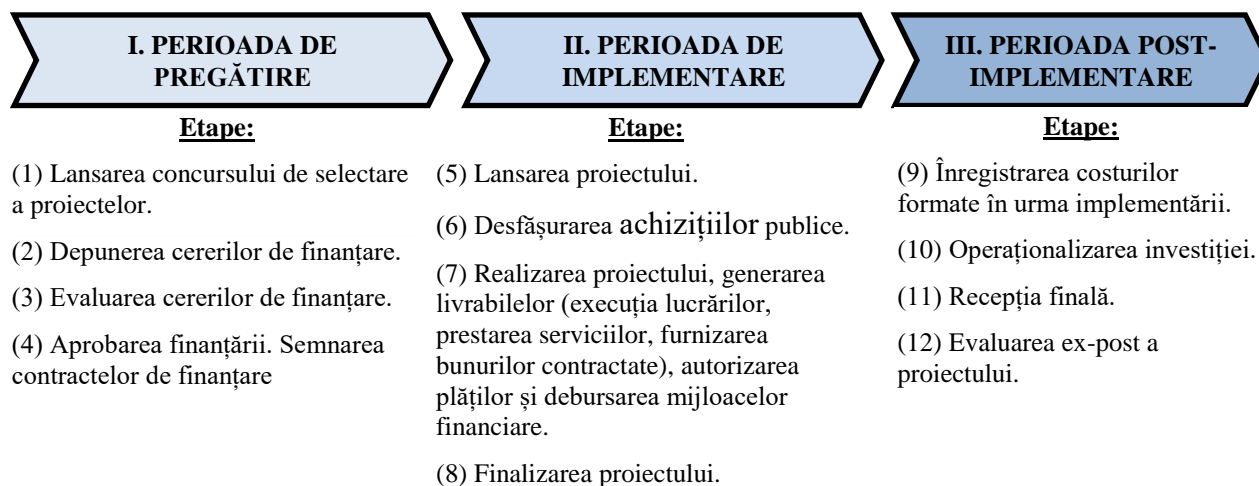 I. PERIOADA DE
PREGĂTIRE
Etape:
(1) Lansarea concursului de selectare
a proiectelor.
(2) Depunerea cererilor de finanțare.
(3) Evaluarea cererilor de finanțare.
(4) Aprobarea finanțării. Semnarea
contractelor de finanțare
II. PERIOADA DE
IMPLEMENTARE
Etape:
(5) Lansarea proiectului.
(6) Desfășurarea achizițiilor publice.
(7) Realizarea proiectului, generarea
livrabilelor (execuția lucrărilor,
prestarea serviciilor, furnizarea
bunurilor contractate), autorizarea
plăților și debursarea mijloacelor
financiare.
(8) Finalizarea proiectului.
III. PERIOADA POST-
IMPLEMENTARE
Etape:
(9) Înregistrarea costurilor
formate în urma implementării.
(10) Operaționalizarea investiției.
(11) Recepția finală.
(12) Evaluarea ex-post a
proiectului.